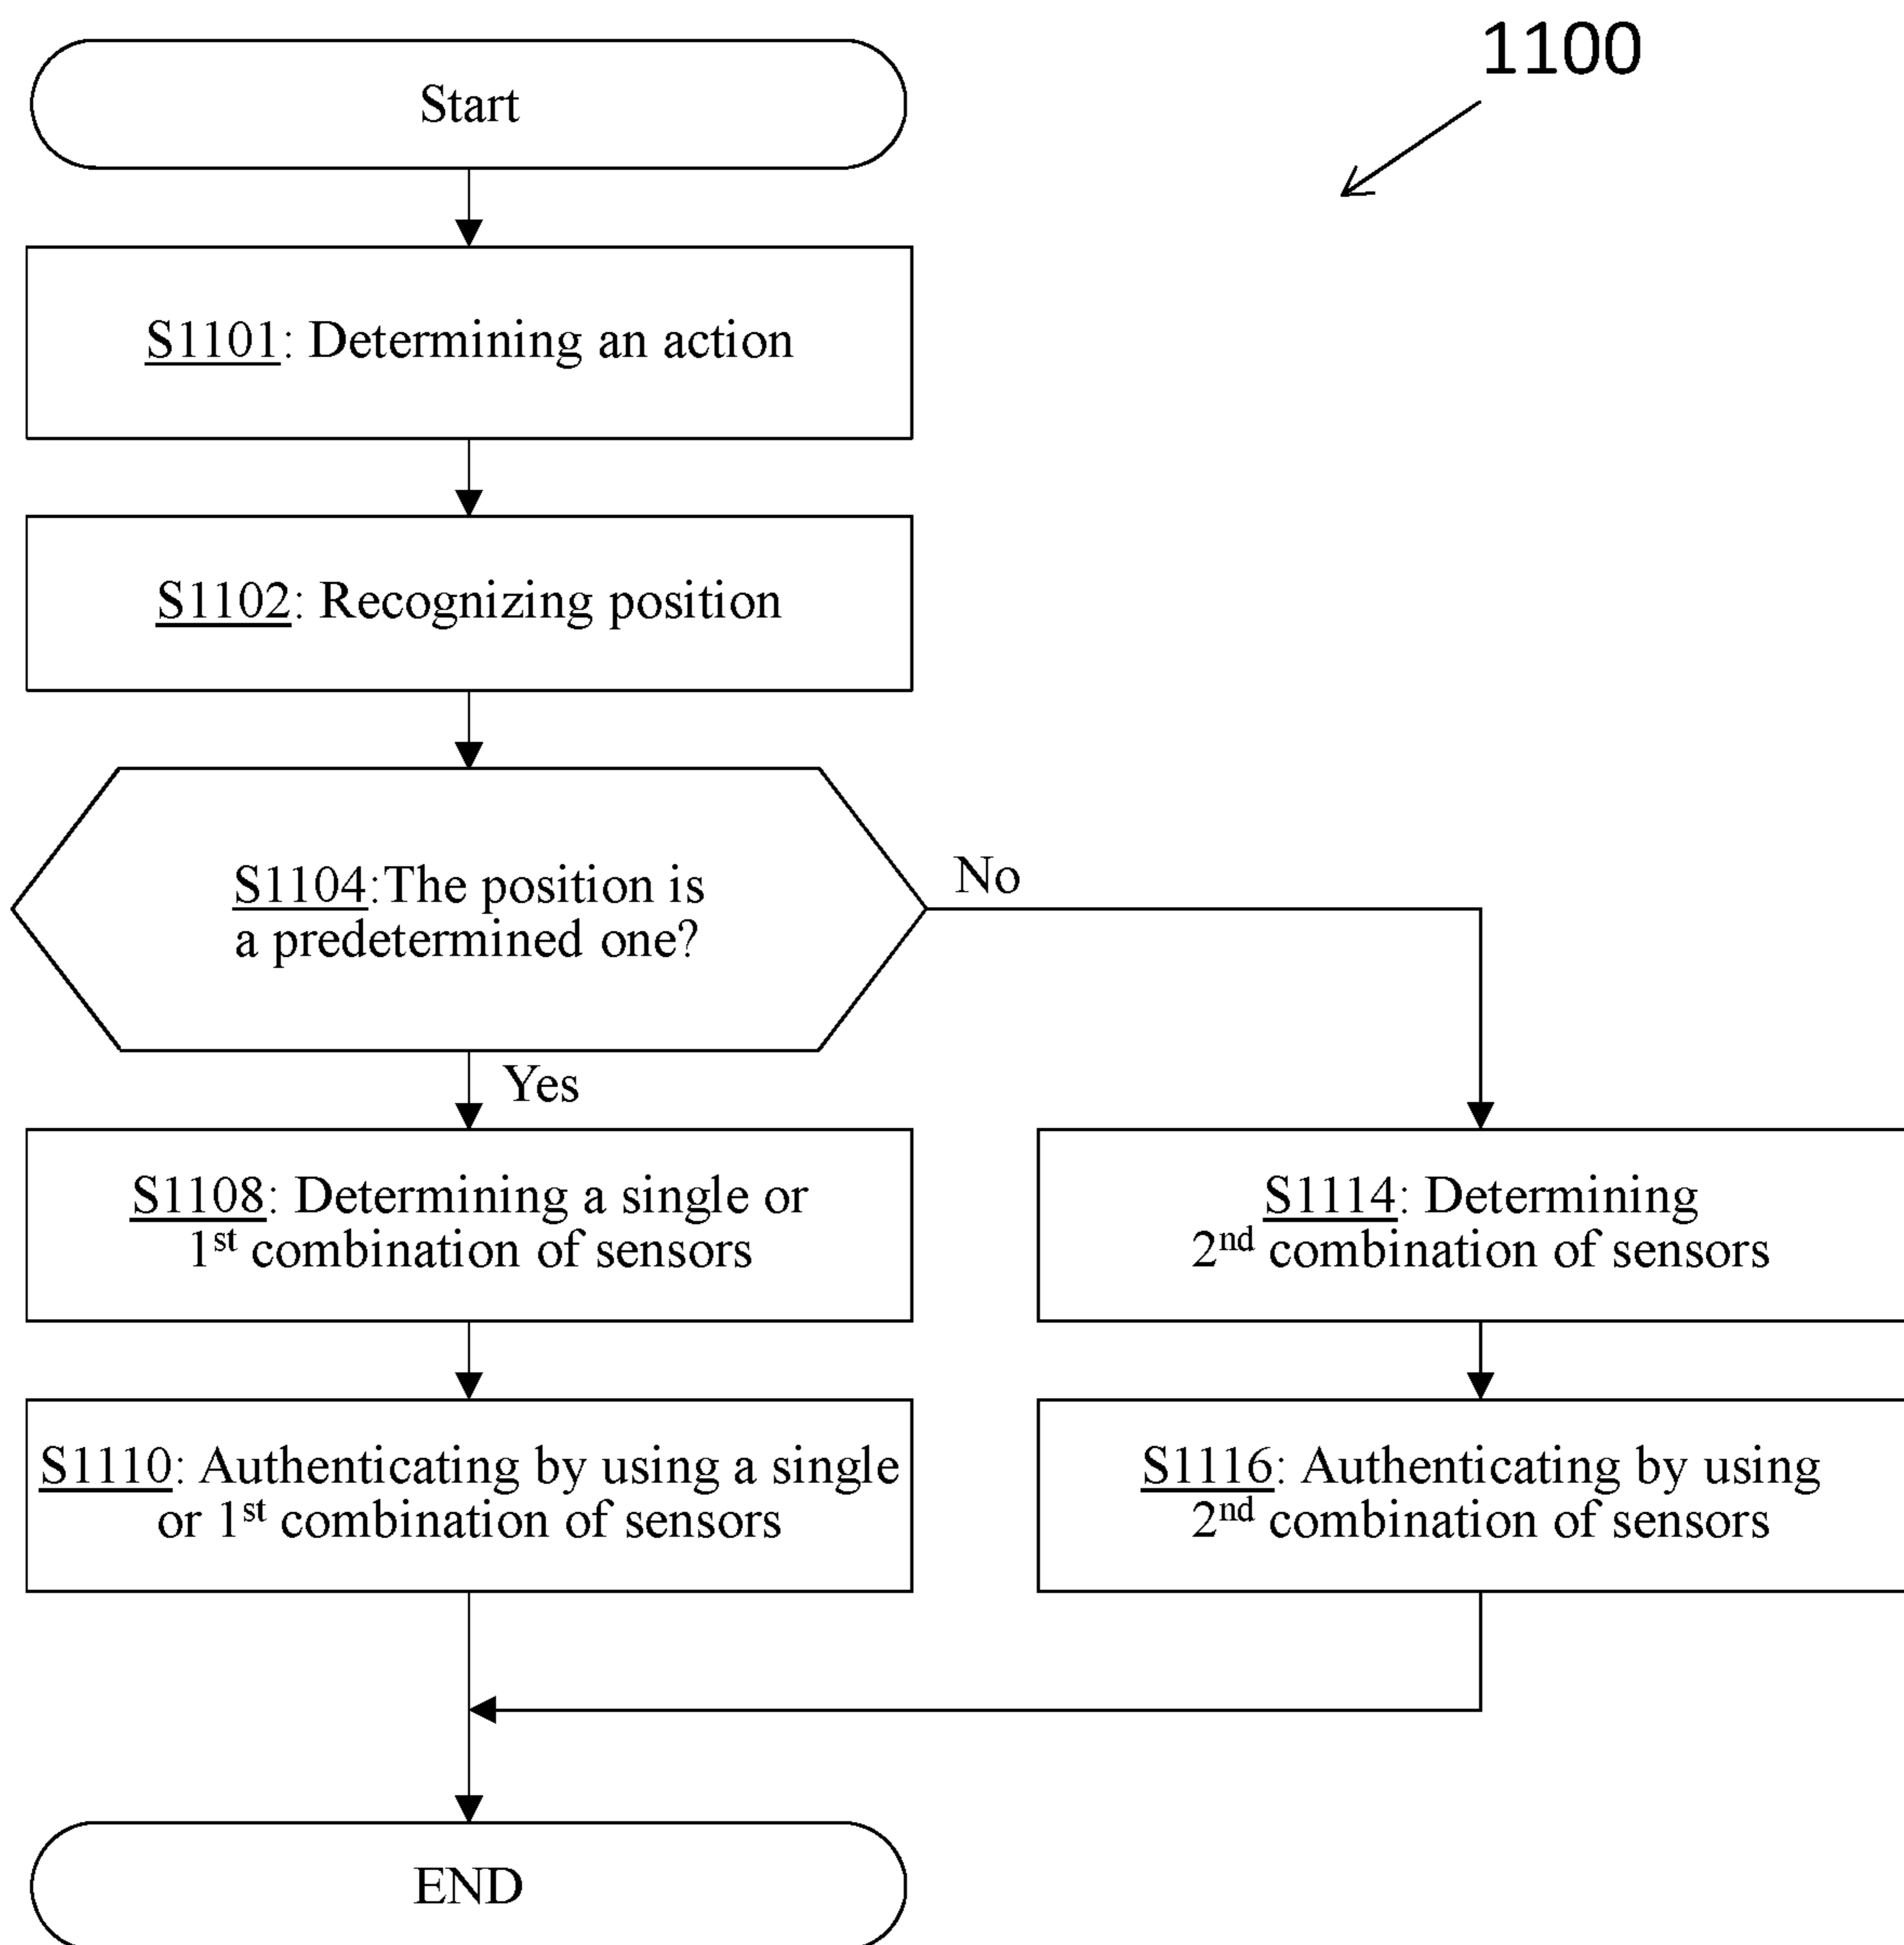 1100
Start
S1101: Determining an action
S1102: Recognizing position
S1104:The position is
a predetermined one?
No
Yes
S1108: Determining a single or
1st combination of sensors
S1114: Determining
2nd combination of sensors
S1110: Authenticating by using a single
or 1st combination of sensors
S1116: Authenticating by using
2nd combination of sensors
END